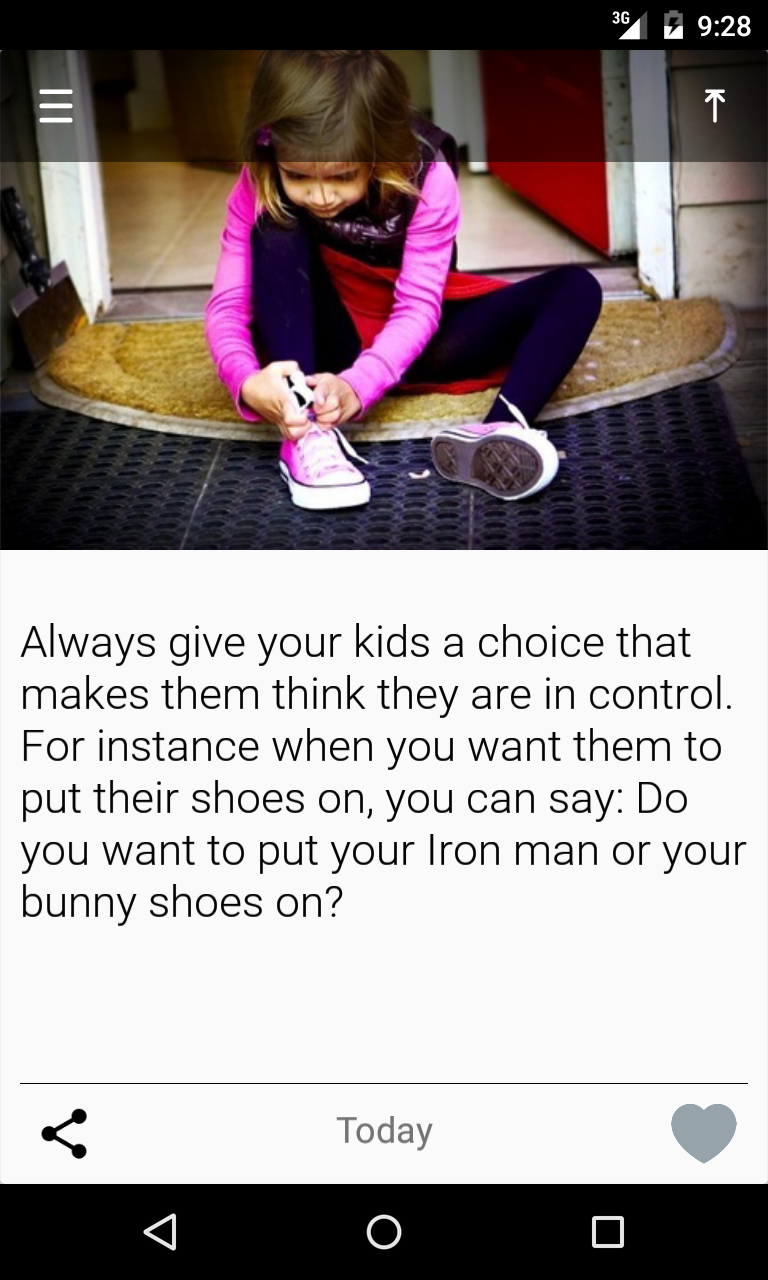 3G 9:28
Always give your kids a choice that
makes them think they are in control.
For instance when you want them to
put their shoes on, you can say: Do
you want to put your Iron man or your
bunny shoes on?
Today